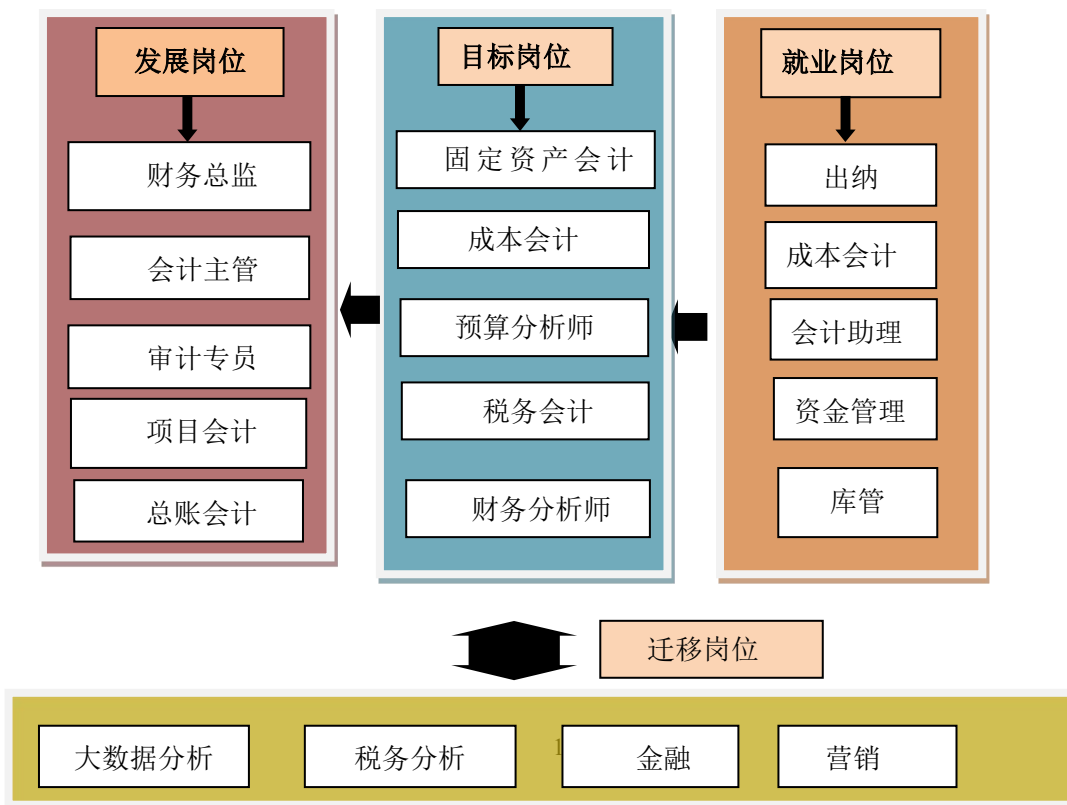 发展岗位
财务总监
会计主管
审计专员
项目会计
总账会计
目标岗位
固定资产会计
成本会计
预算分析师
税务会计
财务分析师
就业岗位
出纳
成本会计
会计助理
资金管理
库管
迁移岗位
大数据分析
税务分析
1
金融
营销